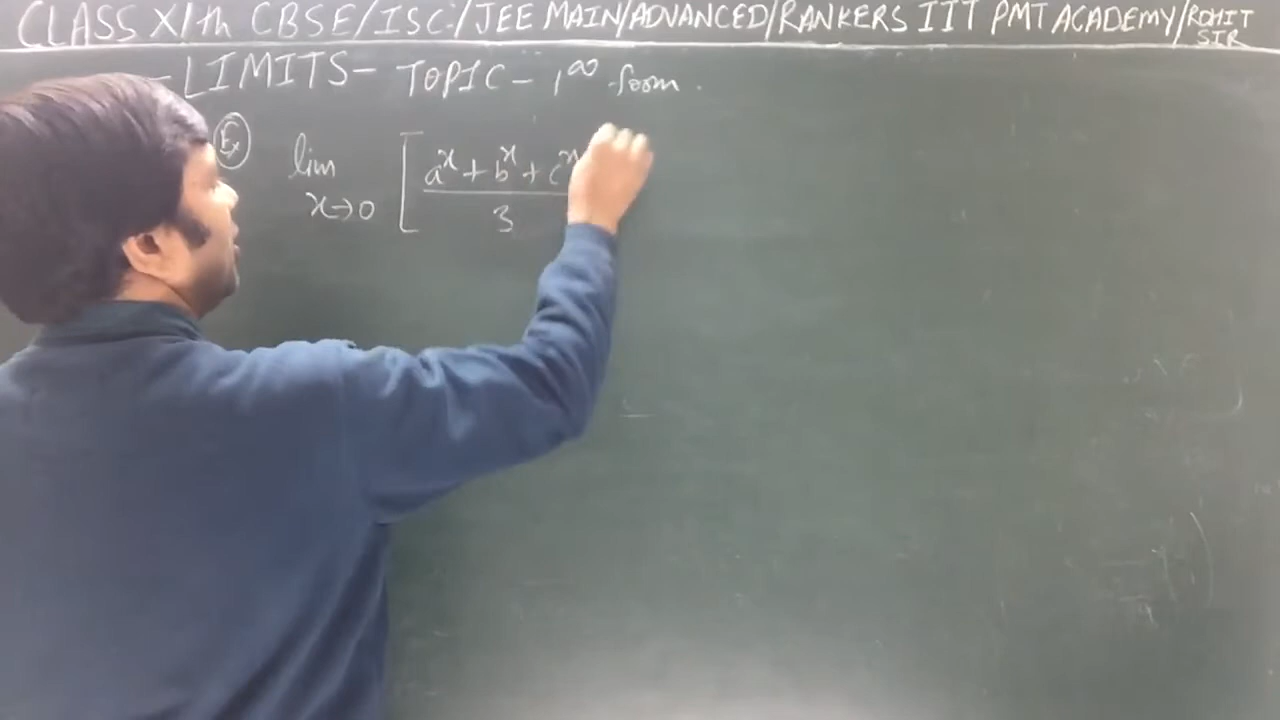 CLASS XIth CBSE/ISC/JEE MAIN/ADVANCED/RANKERS IIT PMT ACADEMY/ROHIT SIR
-LIMITS- TOPIC - 1^∞ form.
Ex lim x→0 [ (a^x + b^x + c^x) / 3